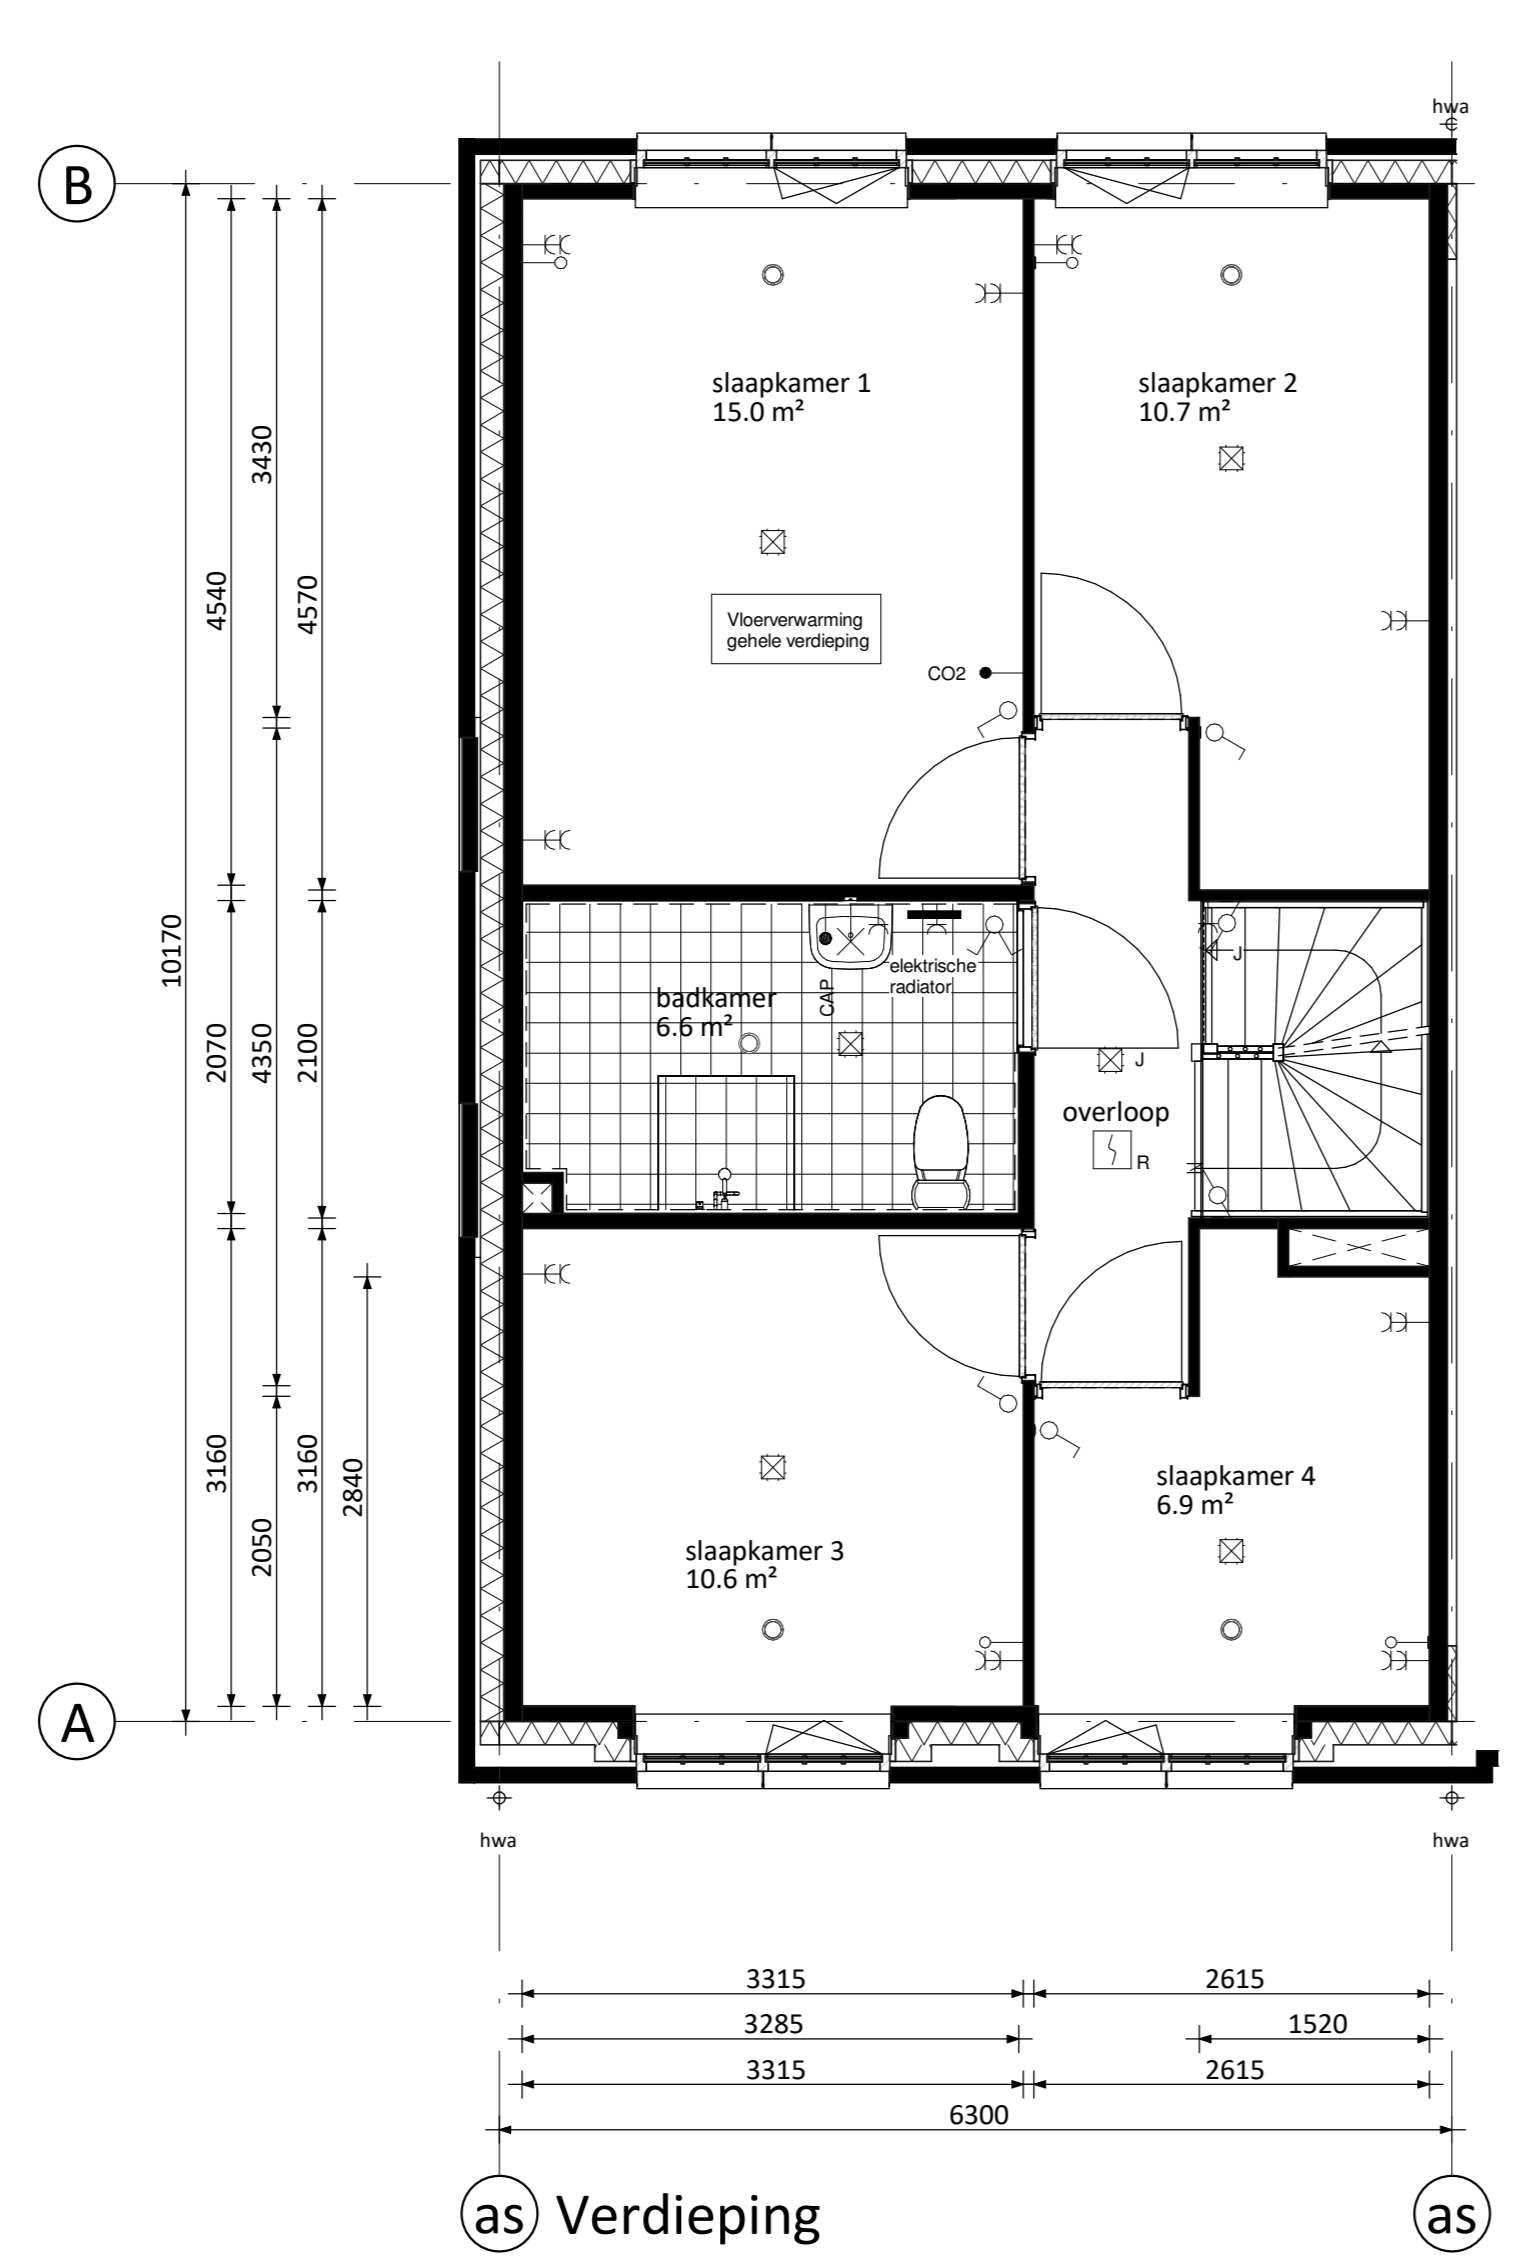 hwa
B
slaapkamer 1
15.0 m²
slaapkamer 2
10.7 m²
3430
4540
4570
Vloerverwarming
gehele verdieping
CO2
10170
2070
4350
2100
elektrische
radiator
CAP
badkamer
6.6 m²
J
J
overloop
R
3160
2050
3160
2840
slaapkamer 4
6.9 m²
slaapkamer 3
10.6 m²
A
hwa
hwa
3315
2615
3285
1520
3315
2615
6300
as
Verdieping
as